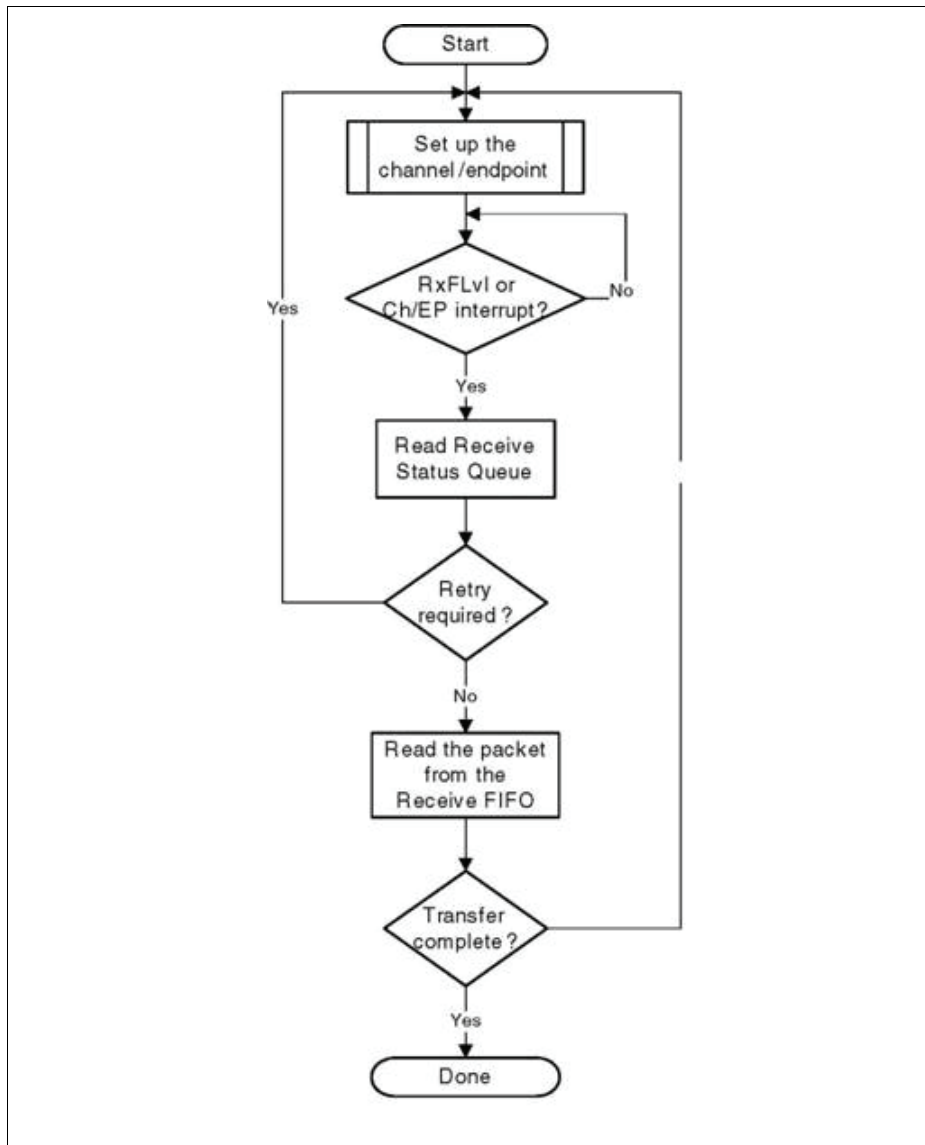 Start
Set up the
channel/endpoint
RxFLvl or
Ch/EP interrupt?
No
Yes
Yes
Read Receive
Status Queue
Retry
required?
No
Read the packet
from the
Receive FIFO
Transfer
complete?
Yes
Done